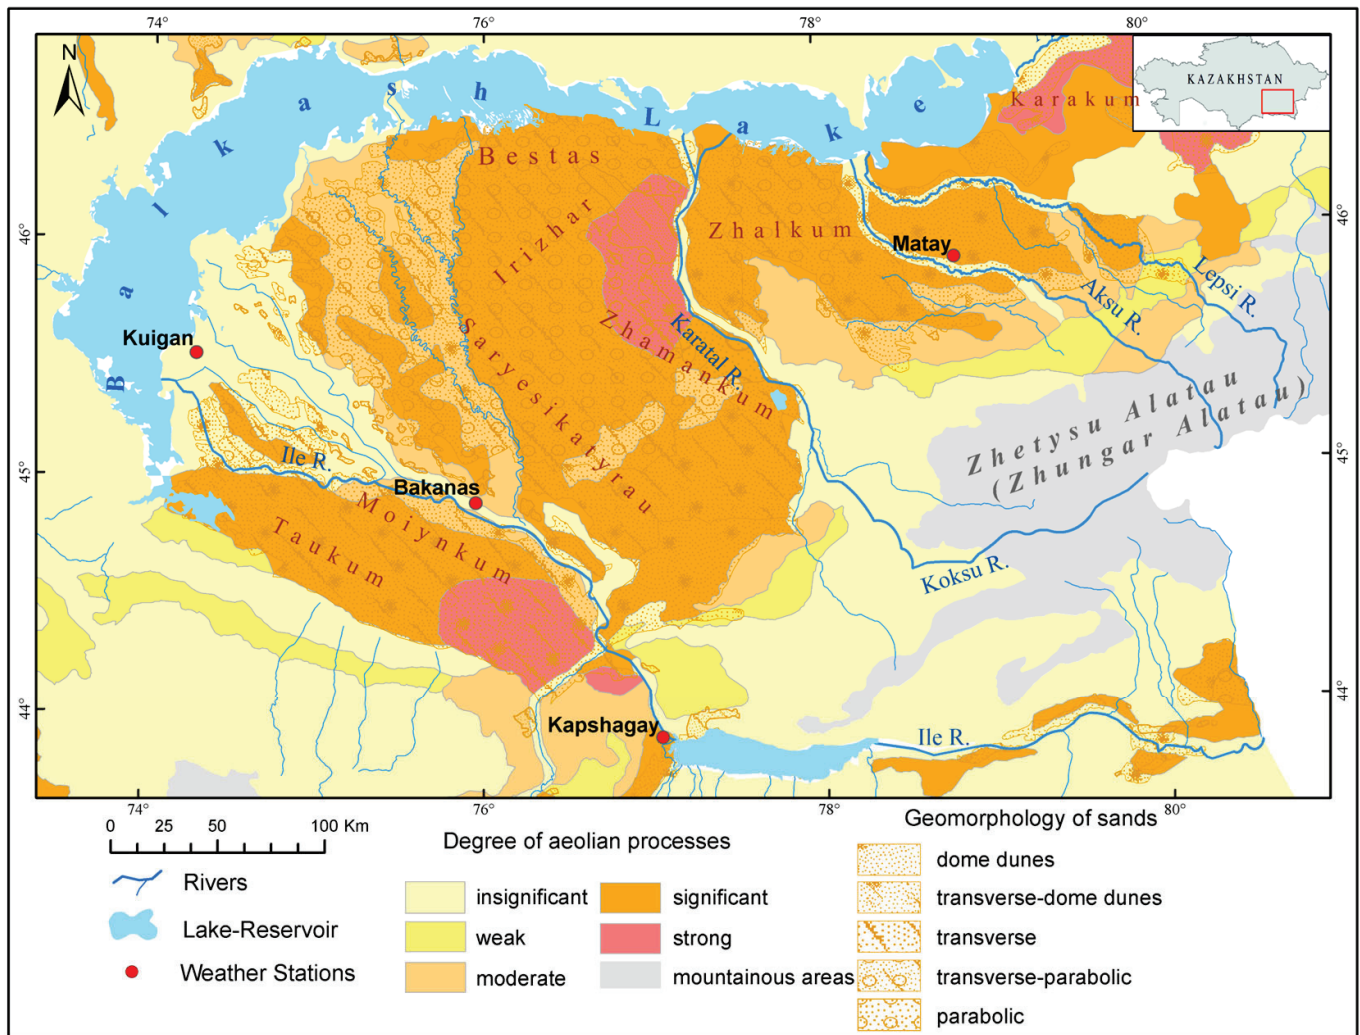 74°
76°
78°
80°
N
KAZAKHSTAN
Balkash Lake
Karakum
Bestas
Irizhar
Zhalkum
Matay
46°
46°
Lepsi R.
Aksu R.
Kuigan
Saryesikatyrau
Zhamankum
Karatal R.
Zhetysu Alatau
(Zhungar Alatau)
45°
45°
Ile R.
Bakanas
Moiynkum
Taukum
Koksu R.
44°
44°
Kapshagay
Ile R.
74°
76°
78°
80°
0 25 50 100 Km
Rivers
Lake-Reservoir
Weather Stations
Degree of aeolian processes
insignificant
weak
moderate
significant
strong
mountainous areas
Geomorphology of sands
dome dunes
transverse-dome dunes
transverse
transverse-parabolic
parabolic